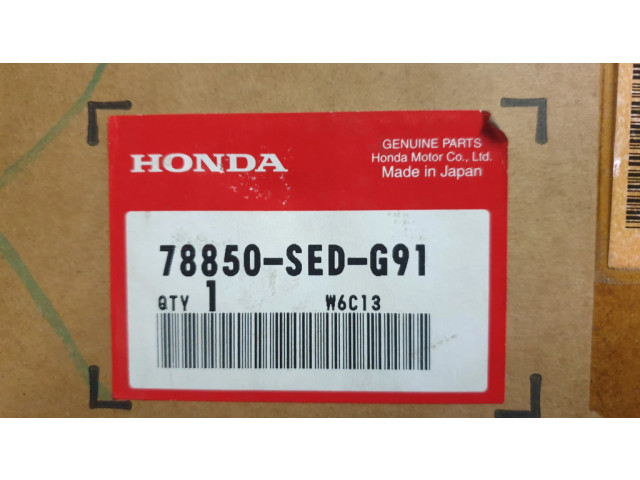 HONDA
GENUINE PARTS
Honda Motor Co., Ltd.
Made in Japan
78850-SED-G91
QTY 1 W6C13